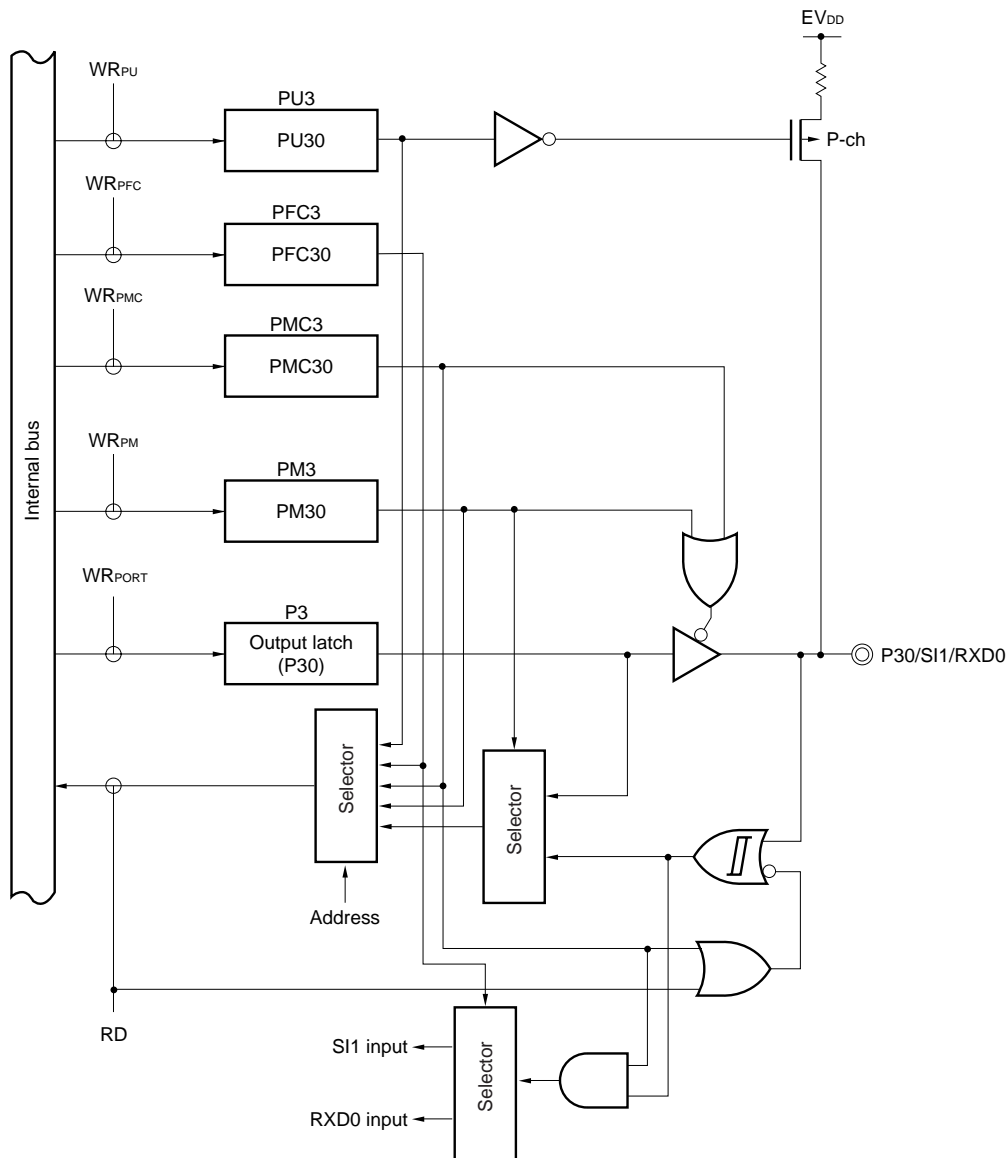 EVDD
WRPU
PU3
PU30
P-ch
WRPFC
PFC3
PFC30
WRPMC
PMC3
PMC30
Internal bus
WRPM
PM3
PM30
WRPORT
P3
Output latch
(P30)
P30/SI1/RXD0
Selector
Selector
Address
RD
SI1 input
Selector
RXD0 input